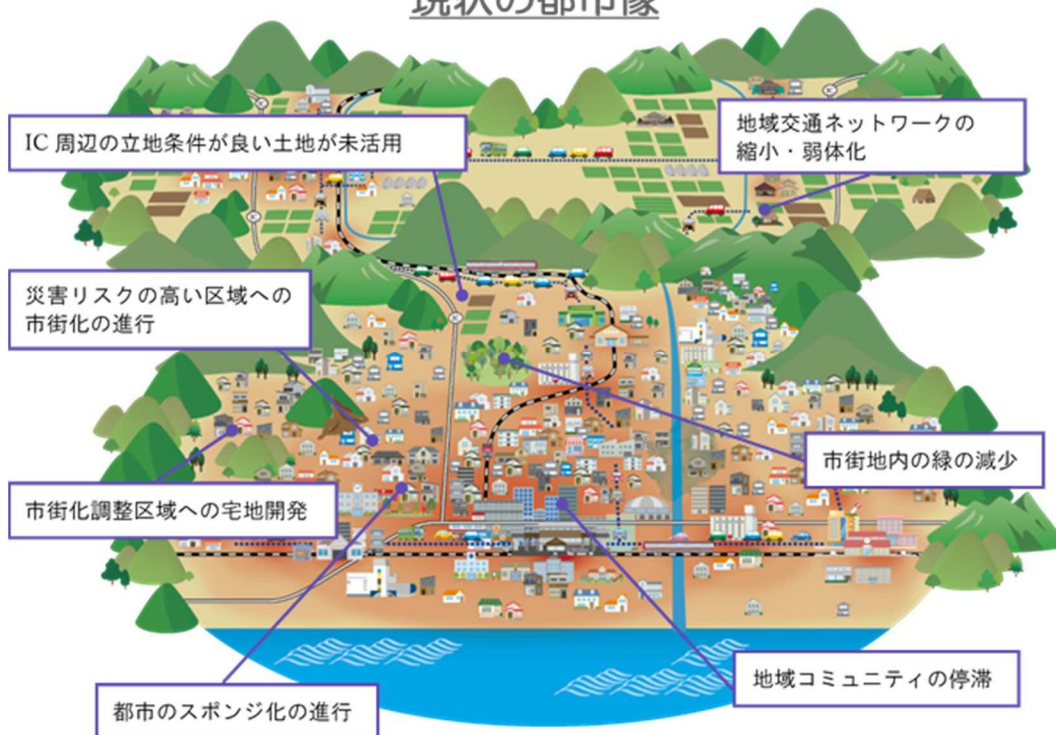 現状の都市像
IC 周辺の立地条件が良い土地が未活用
地域交通ネットワークの
縮小・弱体化
災害リスクの高い区域への
市街化の進行
市街地内の緑の減少
市街化調整区域への宅地開発
地域コミュニティの停滞
都市のスポンジ化の進行